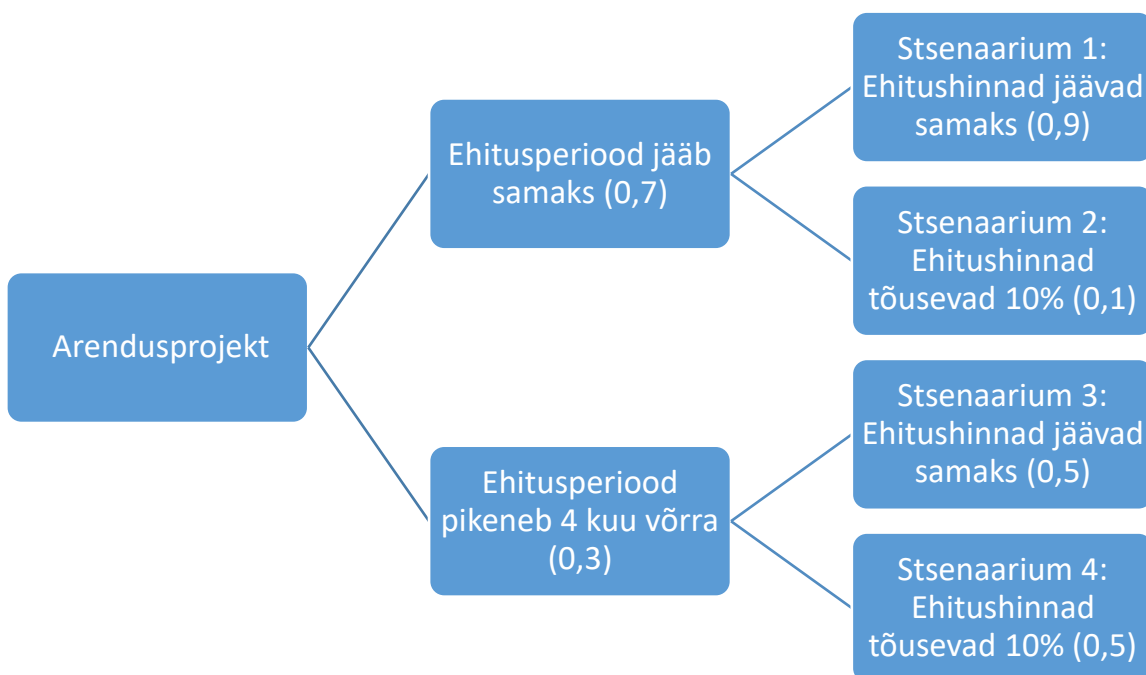 Arendusprojekt
Ehitusperiood jääb
samaks (0,7)
Stsenaarium 1:
Ehitushinnad jäävad
samaks (0,9)
Stsenaarium 2:
Ehitushinnad
tõusevad 10% (0,1)
Ehitusperiood
pikeneb 4 kuu võrra
(0,3)
Stsenaarium 3:
Ehitushinnad jäävad
samaks (0,5)
Stsenaarium 4:
Ehitushinnad
tõusevad 10% (0,5)